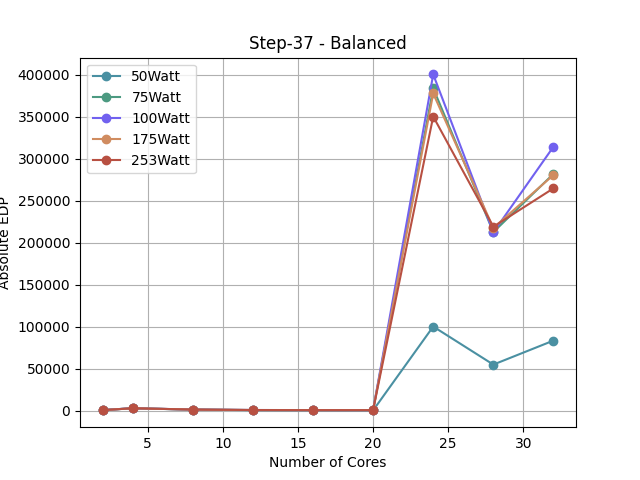 Step-37 - Balanced
50Watt
75Watt
100Watt
175Watt
253Watt
400000
350000
300000
250000
200000
150000
100000
50000
0
Absolute EDP
5 10 15 20 25 30
Number of Cores